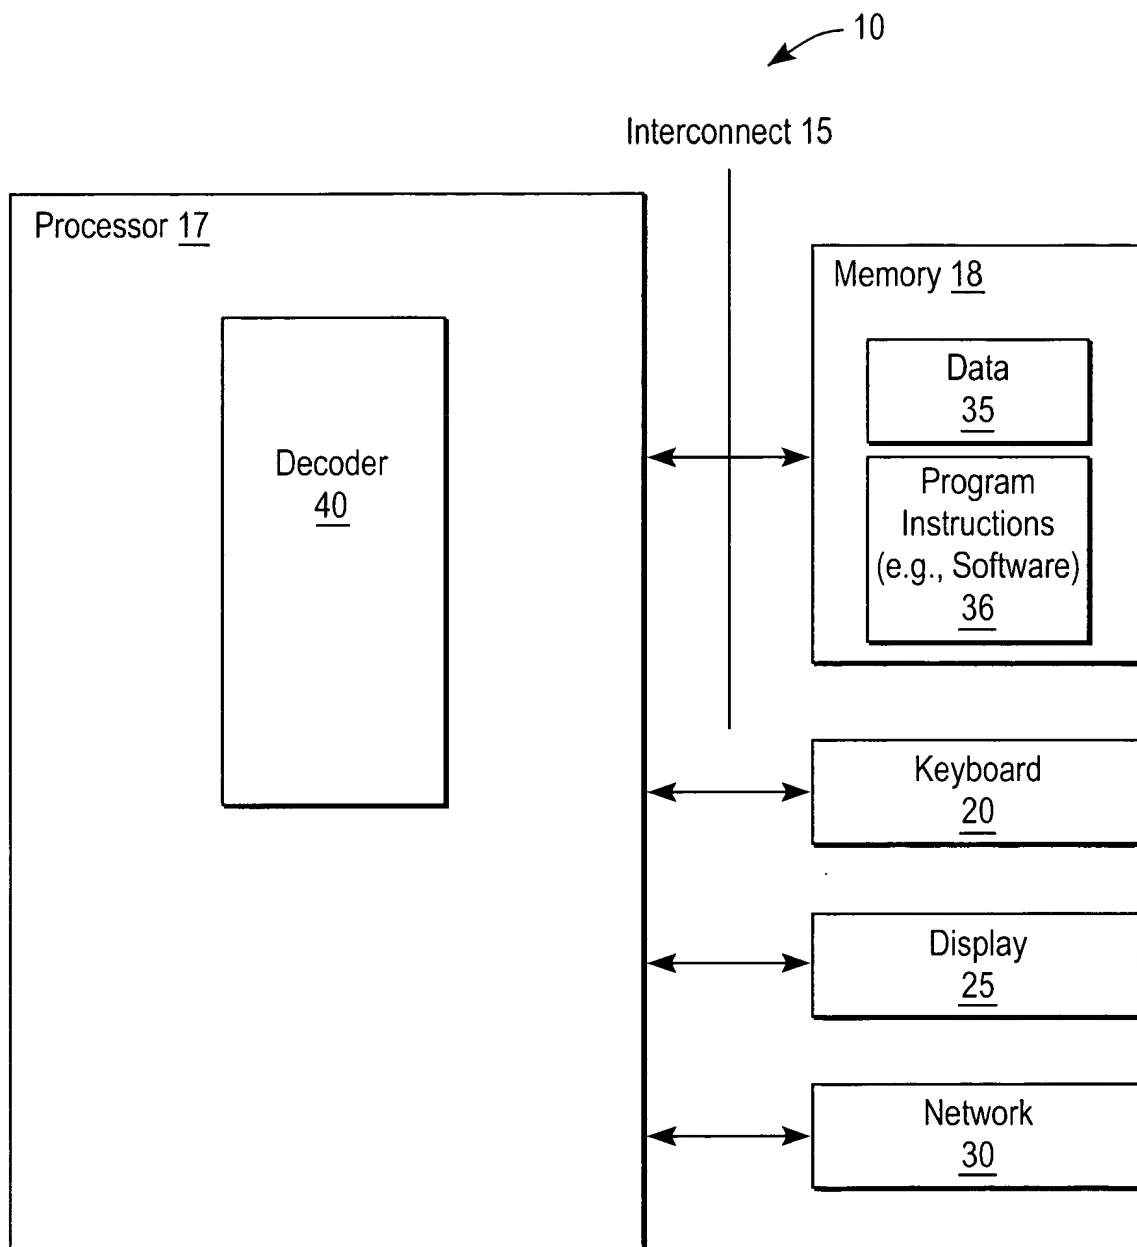 10
Interconnect 15
Processor 17
Memory 18
Data
35
Decoder
40
Program
Instructions
(e.g., Software)
36
Keyboard
20
Display
25
Network
30